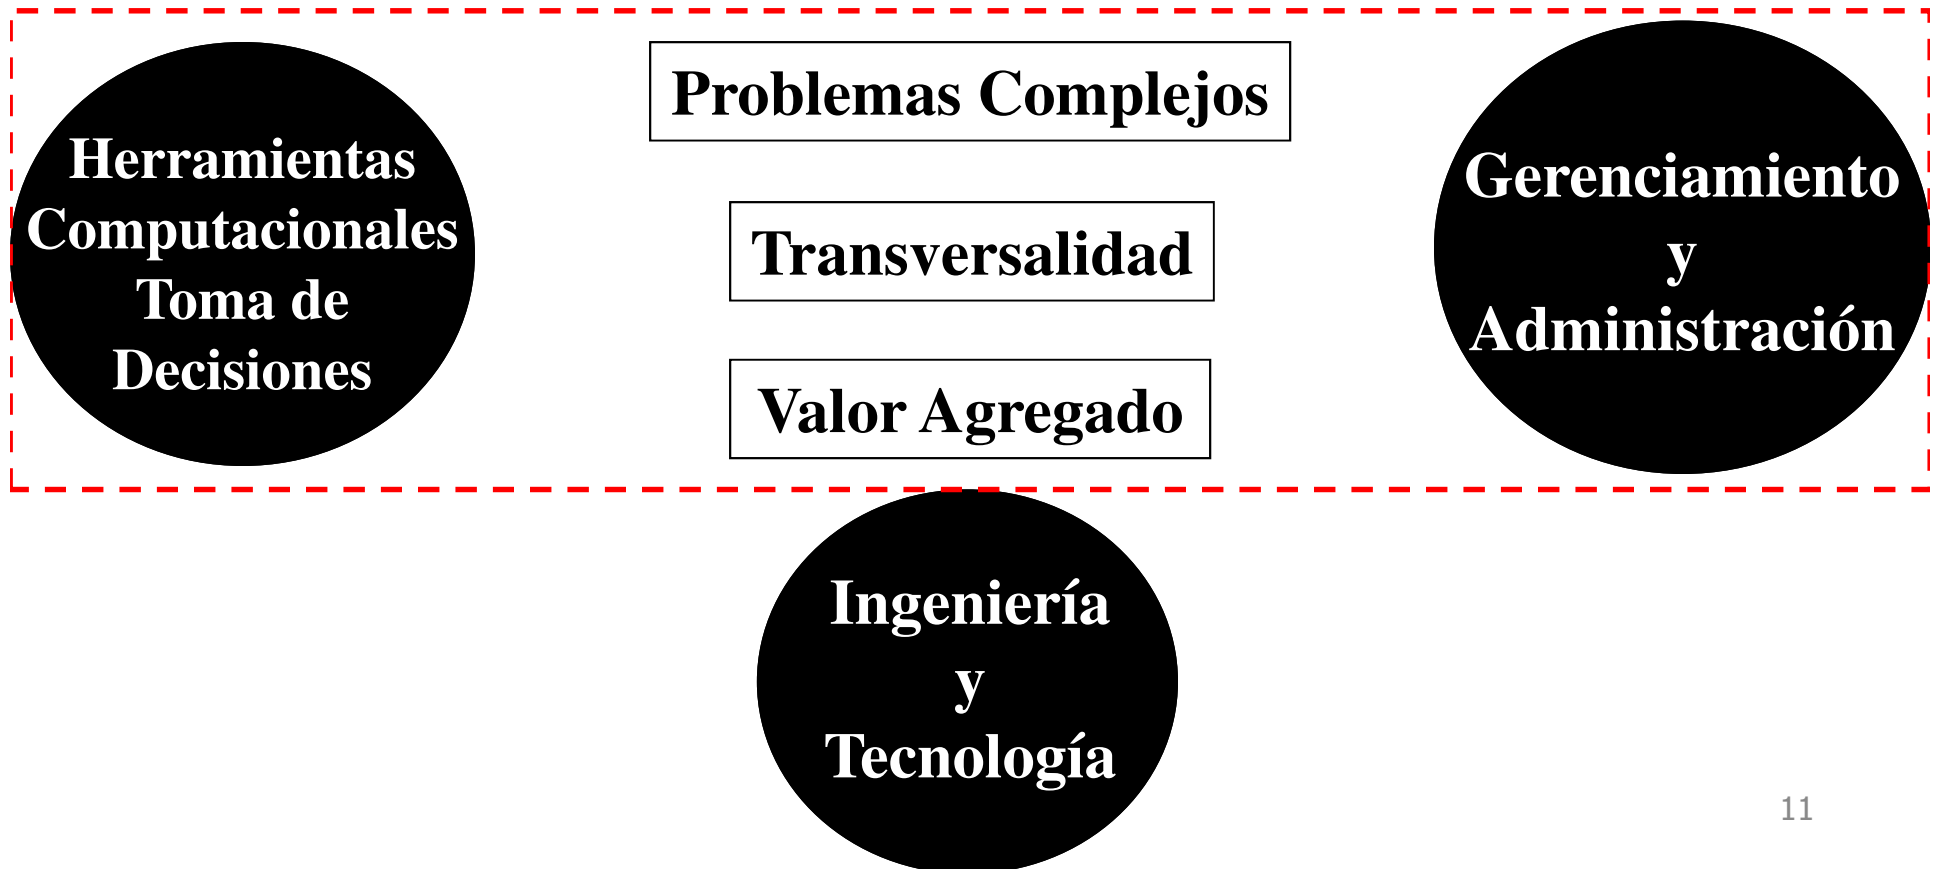 Herramientas
Computacionales
Toma de
Decisiones
Problemas Complejos
Transversalidad
Valor Agregado
Gerenciamiento
y
Administración
Ingeniería
y
Tecnología
11